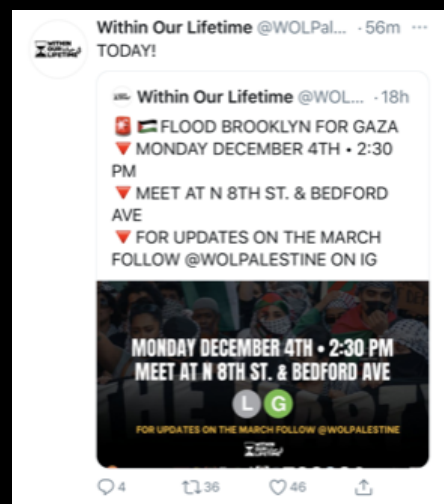 Within Our Lifetime @WOLPal... · 56m ...
TODAY!
Within Our Lifetime @WOL... · 18h
🚨 🇵🇸 FLOOD BROOKLYN FOR GAZA
🔻 MONDAY DECEMBER 4TH • 2:30
PM
🔻 MEET AT N 8TH ST. & BEDFORD
AVE
🔻 FOR UPDATES ON THE MARCH
FOLLOW @WOLPALESTINE ON IG
MONDAY DECEMBER 4TH • 2:30 PM
MEET AT N 8TH ST. & BEDFORD AVE
L G
FOR UPDATES ON THE MARCH FOLLOW @WOLPALESTINE
WITHIN
OUR
LIFETIME
4 36 46